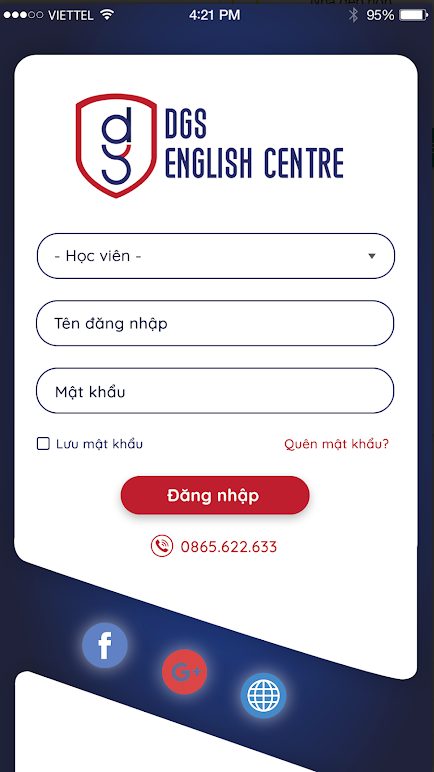 VIETTEL 4:21 PM 95%
DGS
ENGLISH CENTRE
- Học viên -
Tên đăng nhập
Mật khẩu
Lưu mật khẩu Quên mật khẩu?
Đăng nhập
0865.622.633
f
G+